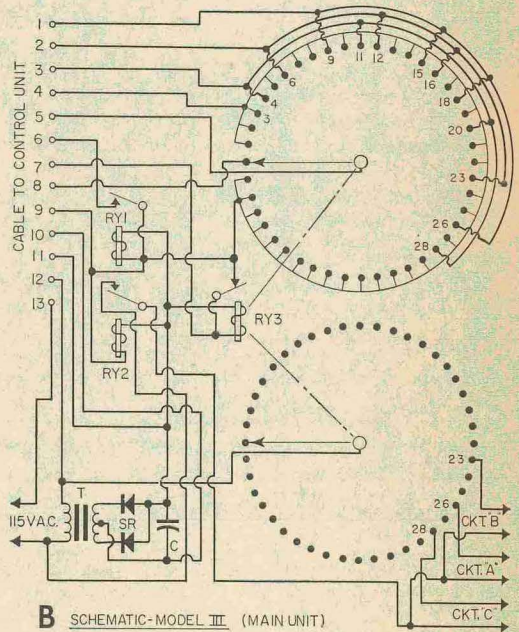 CABLE TO CONTROL UNIT
1
2
3
4
5
6
7
8
9
10
11
12
13
3
4
6
9
11
12
15
16
18
20
23
26
28
RY1
RY2
RY3
23
26
28
CKT."B"
CKT."A"
CKT."C"
115V.A.C.
T
SR
C
B SCHEMATIC-MODEL III (MAIN UNIT)